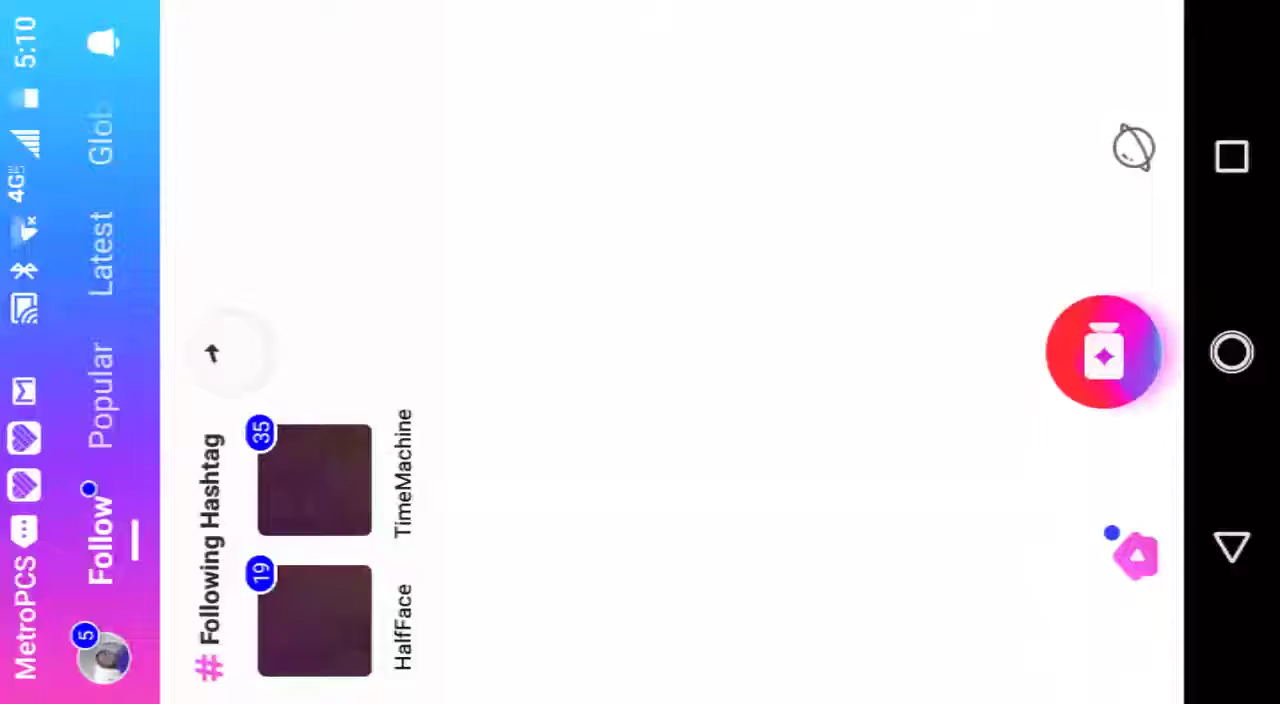 MetroPCS 4G 5:10
5
Follow Popular Latest Glob
# Following Hashtag
19
35
HalfFace
TimeMachine